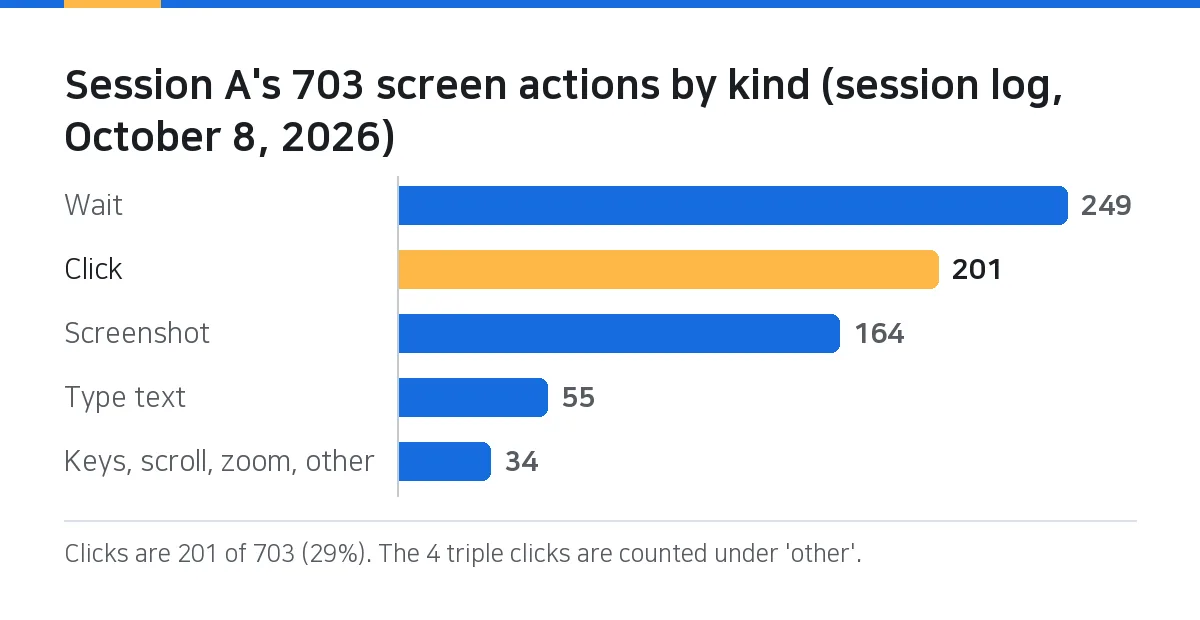 Session A's 703 screen actions by kind (session log,
October 8, 2026)
Wait 249
Click 201
Screenshot 164
Type text 55
Keys, scroll, zoom, other 34
Clicks are 201 of 703 (29%). The 4 triple clicks are counted under 'other'.